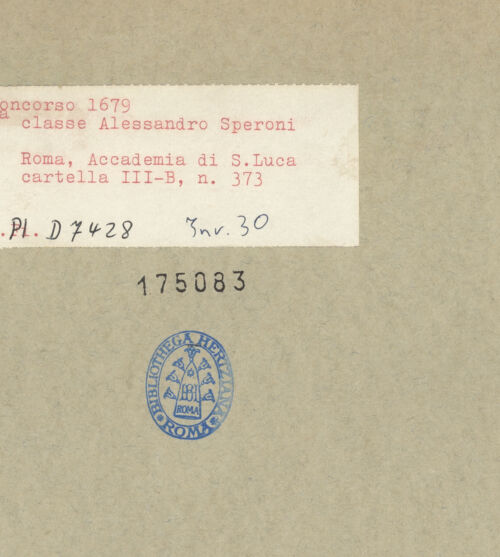 oncorso 1679
a classe Alessandro Speroni
Roma, Accademia di S.Luca
cartella III-B, n. 373
.Pl. D 7428 Inv. 30
175083
BIBLIOTHECA HERTZIANA
ROMA
ROMA